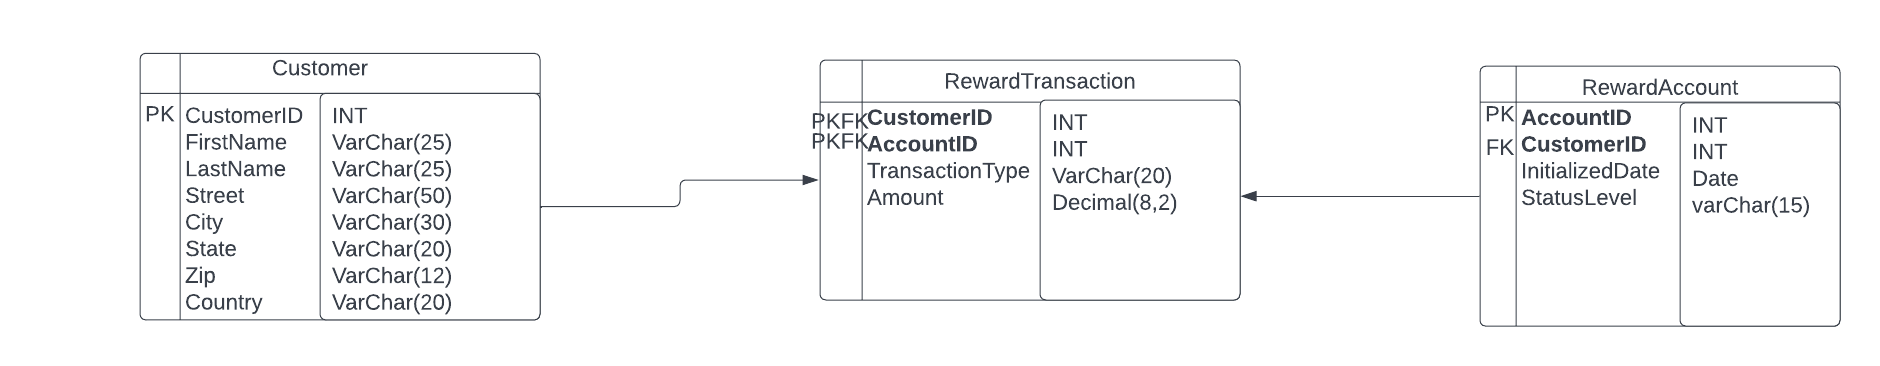 Customer
PK CustomerID INT
FirstName VarChar(25)
LastName VarChar(25)
Street VarChar(50)
City VarChar(30)
State VarChar(20)
Zip VarChar(12)
Country VarChar(20)
RewardTransaction
PKFK CustomerID INT
PKFK AccountID INT
TransactionType VarChar(20)
Amount Decimal(8,2)
RewardAccount
PK AccountID INT
FK CustomerID INT
InitializedDate Date
StatusLevel varChar(15)